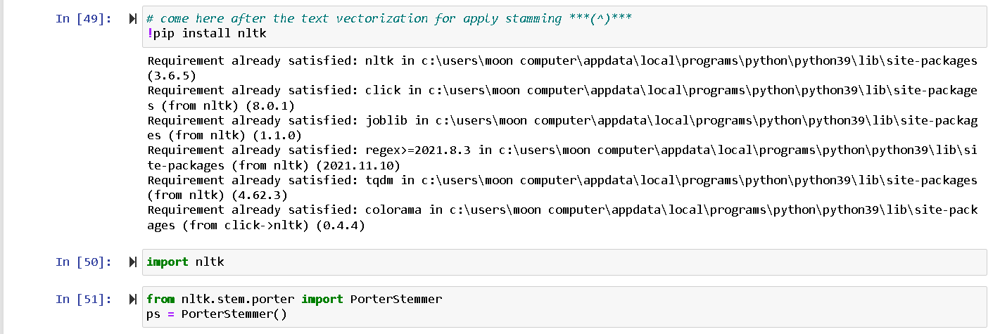 In [49]:
# come here after the text vectorization for apply stamming ***(^)***
!pip install nltk
Requirement already satisfied: nltk in c:\users\moon computer\appdata\local\programs\python\python39\lib\site-packages
(3.6.5)
Requirement already satisfied: click in c:\users\moon computer\appdata\local\programs\python\python39\lib\site-package
s (from nltk) (8.0.1)
Requirement already satisfied: joblib in c:\users\moon computer\appdata\local\programs\python\python39\lib\site-packag
es (from nltk) (1.1.0)
Requirement already satisfied: regex>=2021.8.3 in c:\users\moon computer\appdata\local\programs\python\python39\lib\si
te-packages (from nltk) (2021.11.10)
Requirement already satisfied: tqdm in c:\users\moon computer\appdata\local\programs\python\python39\lib\site-packages
(from nltk) (4.62.3)
Requirement already satisfied: colorama in c:\users\moon computer\appdata\local\programs\python\python39\lib\site-pack
ages (from click->nltk) (0.4.4)
In [50]:
import nltk
In [51]:
from nltk.stem.porter import PorterStemmer
ps = PorterStemmer()